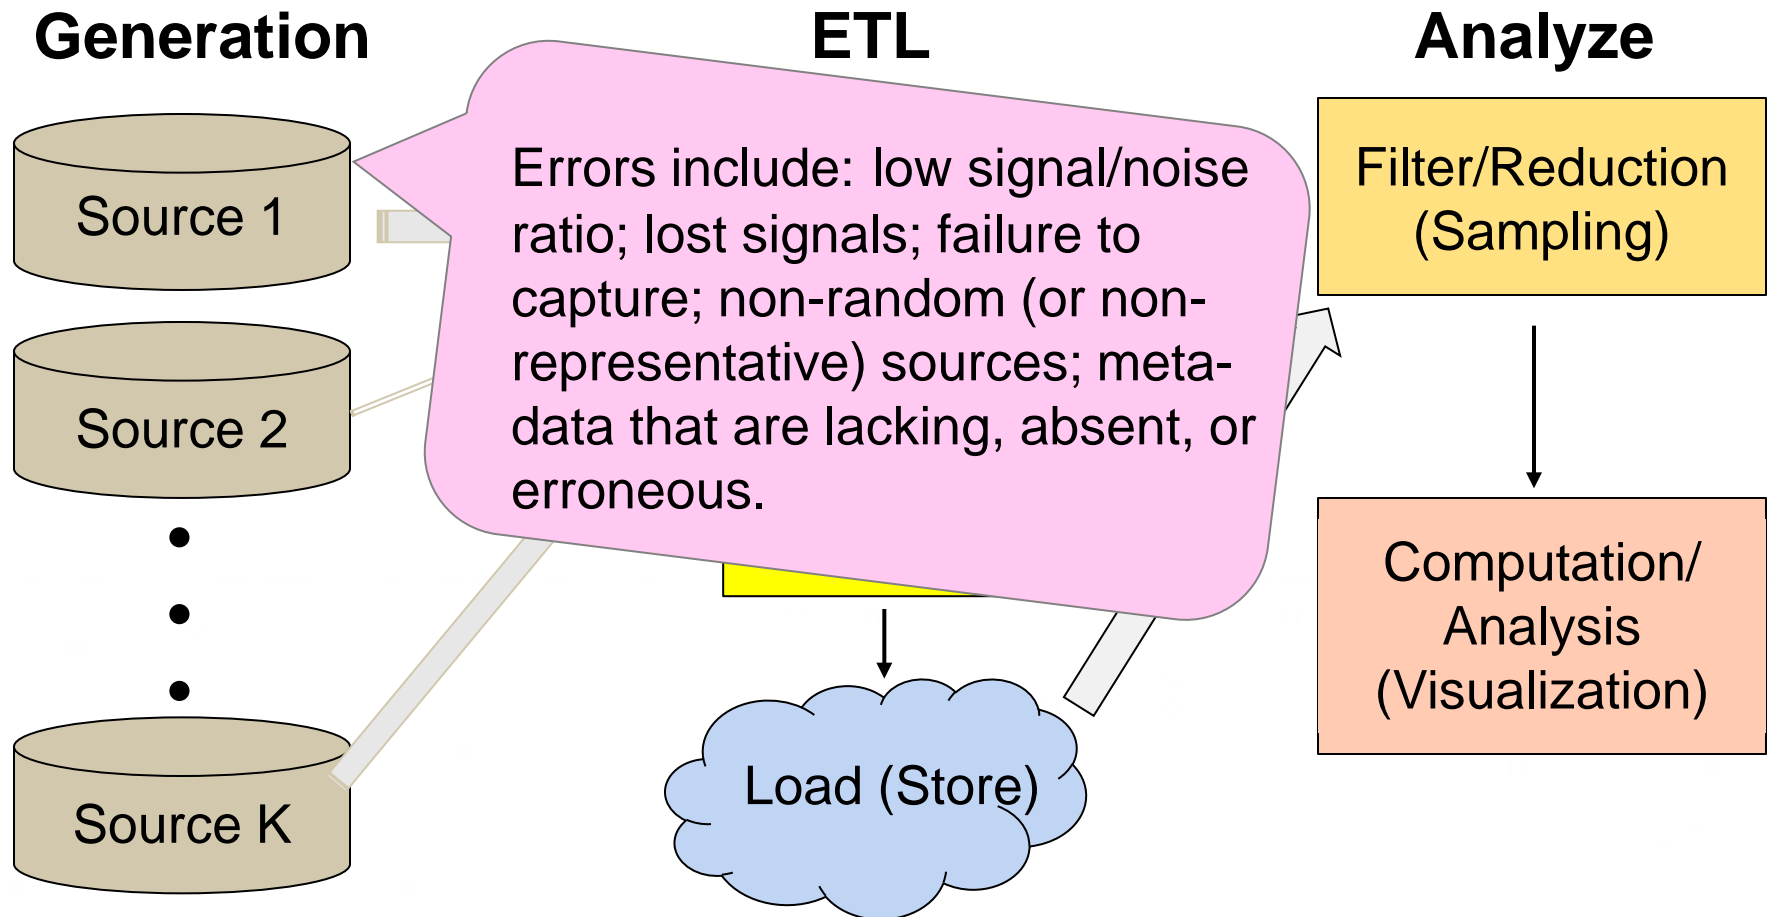 Generation
ETL
Analyze
Source 1
Source 2
•
•
•
Source K
Errors include: low signal/noise
ratio; lost signals; failure to
capture; non-random (or non-
representative) sources; meta-
data that are lacking, absent, or
erroneous.
Load (Store)
Filter/Reduction
(Sampling)
Computation/
Analysis
(Visualization)